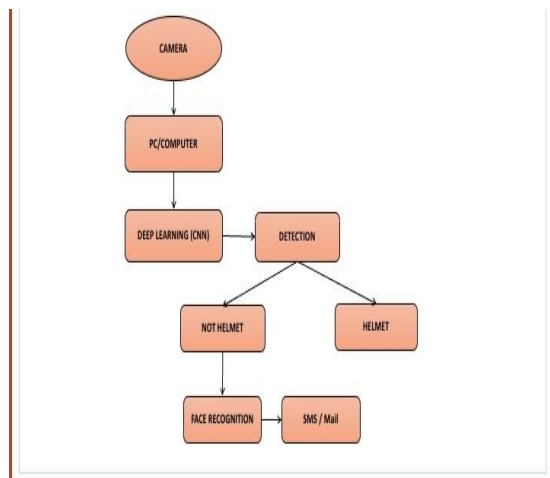 CAMERA
PC/COMPUTER
DEEP LEARNING (CNN)
DETECTION
NOT HELMET
HELMET
FACE RECOGNITION
SMS / Mail